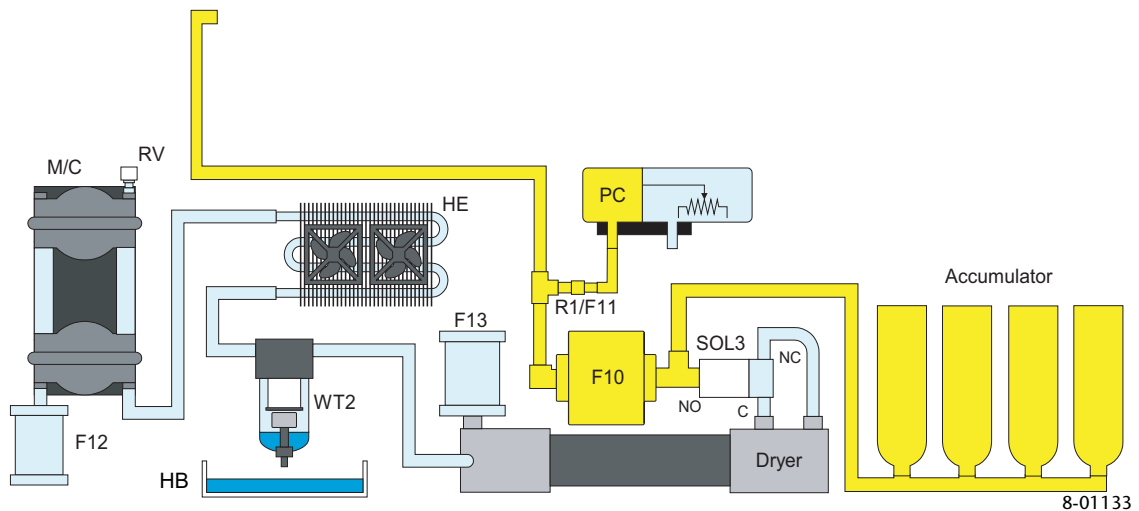 RV
M/C
HE
PC
Accumulator
R1/F11
F13
SOL3
NC
F10
WT2
NO
C
F12
Dryer
HB
8-01133